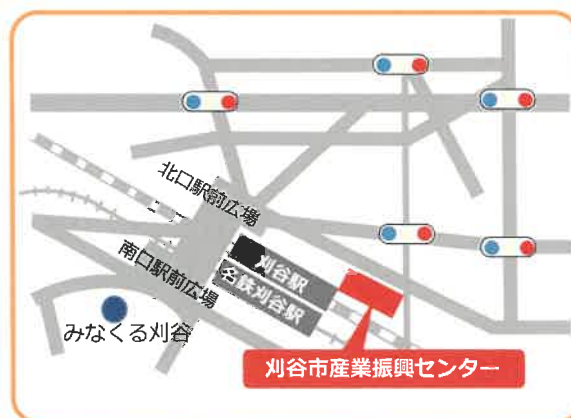 北口駅前広場
刈谷駅
名鉄刈谷駅
南口駅前広場
みなくる刈谷
刈谷市産業振興センター